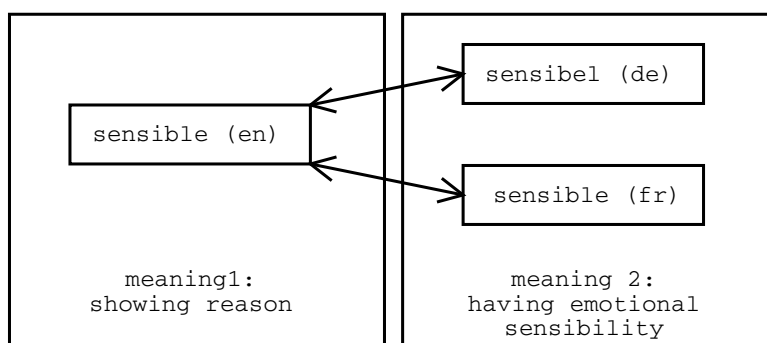 sensible (en)
meaning1:
showing reason
sensibel (de)
sensible (fr)
meaning 2:
having emotional
sensibility